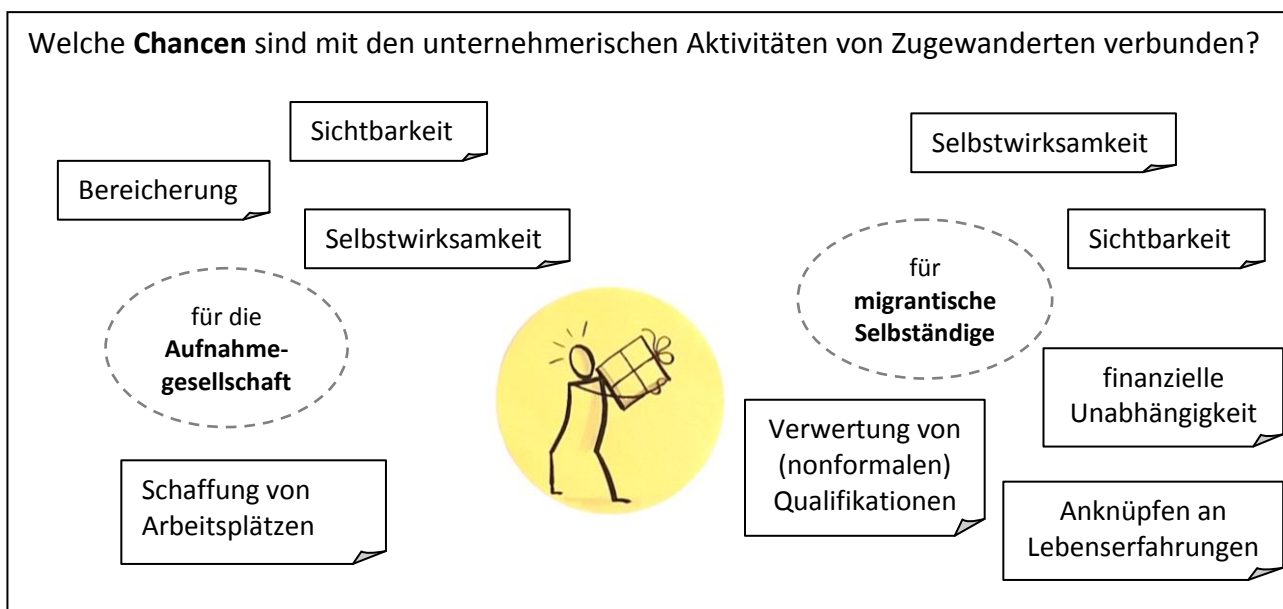 Welche Chancen sind mit den unternehmerischen Aktivitäten von Zugewanderten verbunden?
Sichtbarkeit
Bereicherung
Selbstwirksamkeit
für die
Aufnahme-
gesellschaft
Schaffung von
Arbeitsplätzen
Selbstwirksamkeit
Sichtbarkeit
für
migrantische
Selbständige
finanzielle
Unabhängigkeit
Verwertung von
(nonformalen)
Qualifikationen
Anknüpfen an
Lebenserfahrungen